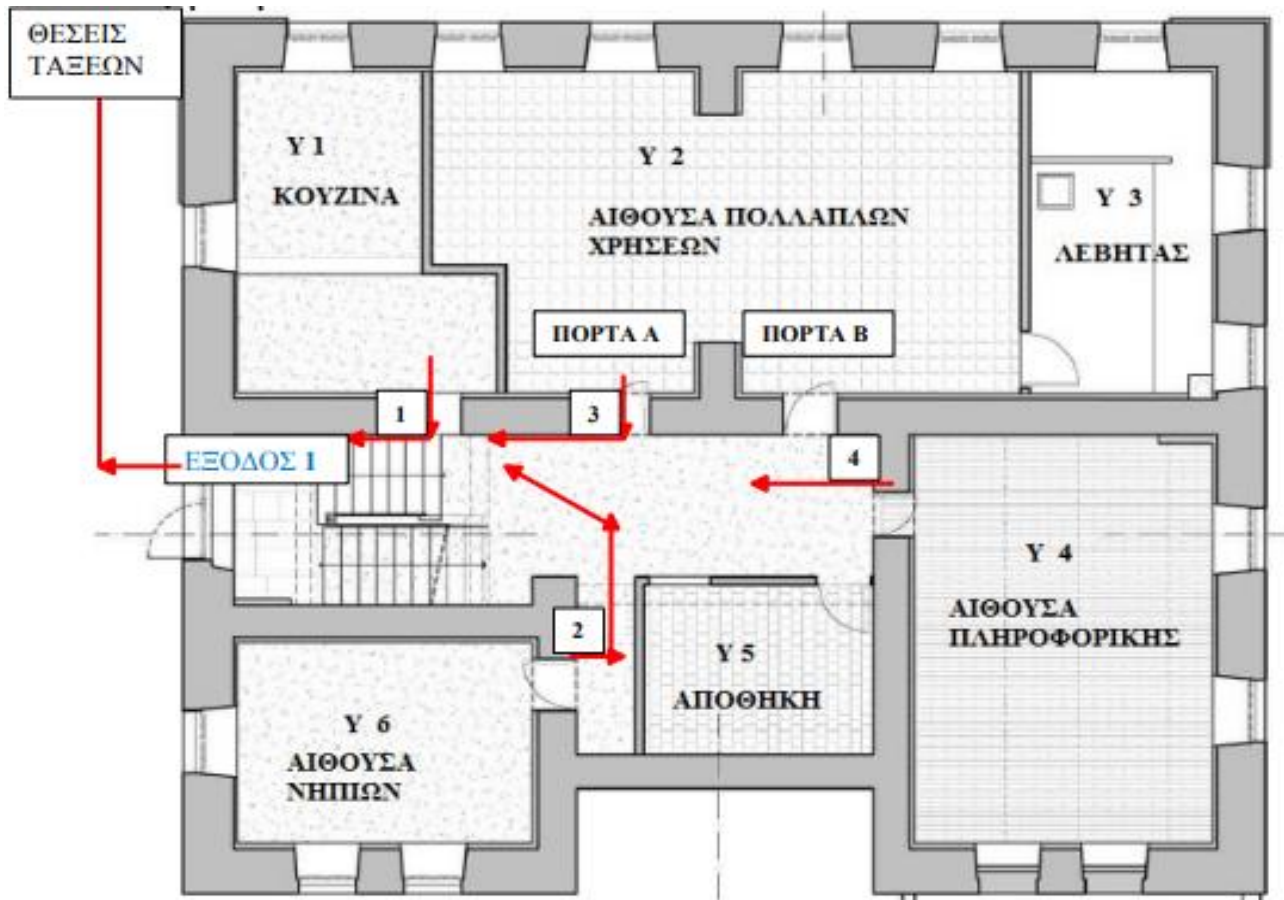 ΘΕΣΕΙΣ
ΤΑΞΕΩΝ
Υ 1
ΚΟΥΖΙΝΑ
Υ 2
ΑΙΘΟΥΣΑ ΠΟΛΛΑΠΛΩΝ
ΧΡΗΣΕΩΝ
Υ 3
ΛΕΒΗΤΑΣ
ΠΟΡΤΑ Α
ΠΟΡΤΑ Β
1
3
ΕΞΟΔΟΣ 1
4
Υ 4
ΑΙΘΟΥΣΑ
ΠΛΗΡΟΦΟΡΙΚΗΣ
2
Υ 5
ΑΠΟΘΗΚΗ
Υ 6
ΑΙΘΟΥΣΑ
ΝΗΠΙΩΝ